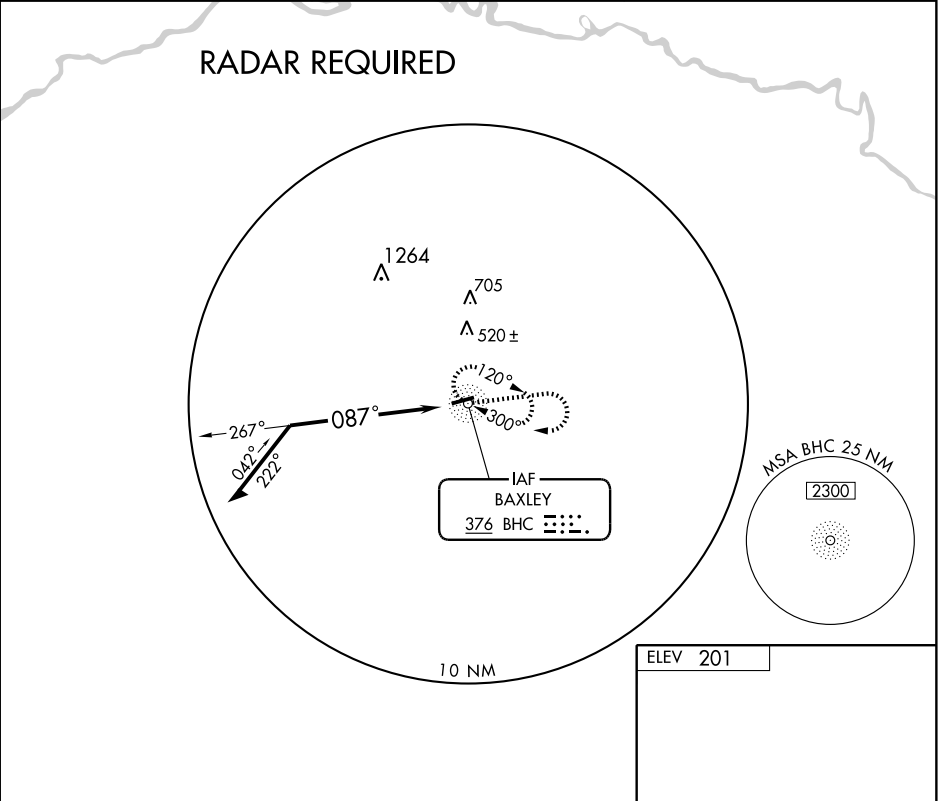 RADAR REQUIRED
1264
705
520 ±
120°
300°
087°
267°
042°
222°
IAF
BAXLEY
376 BHC
MSA BHC 25 NM
2300
10 NM
ELEV 201